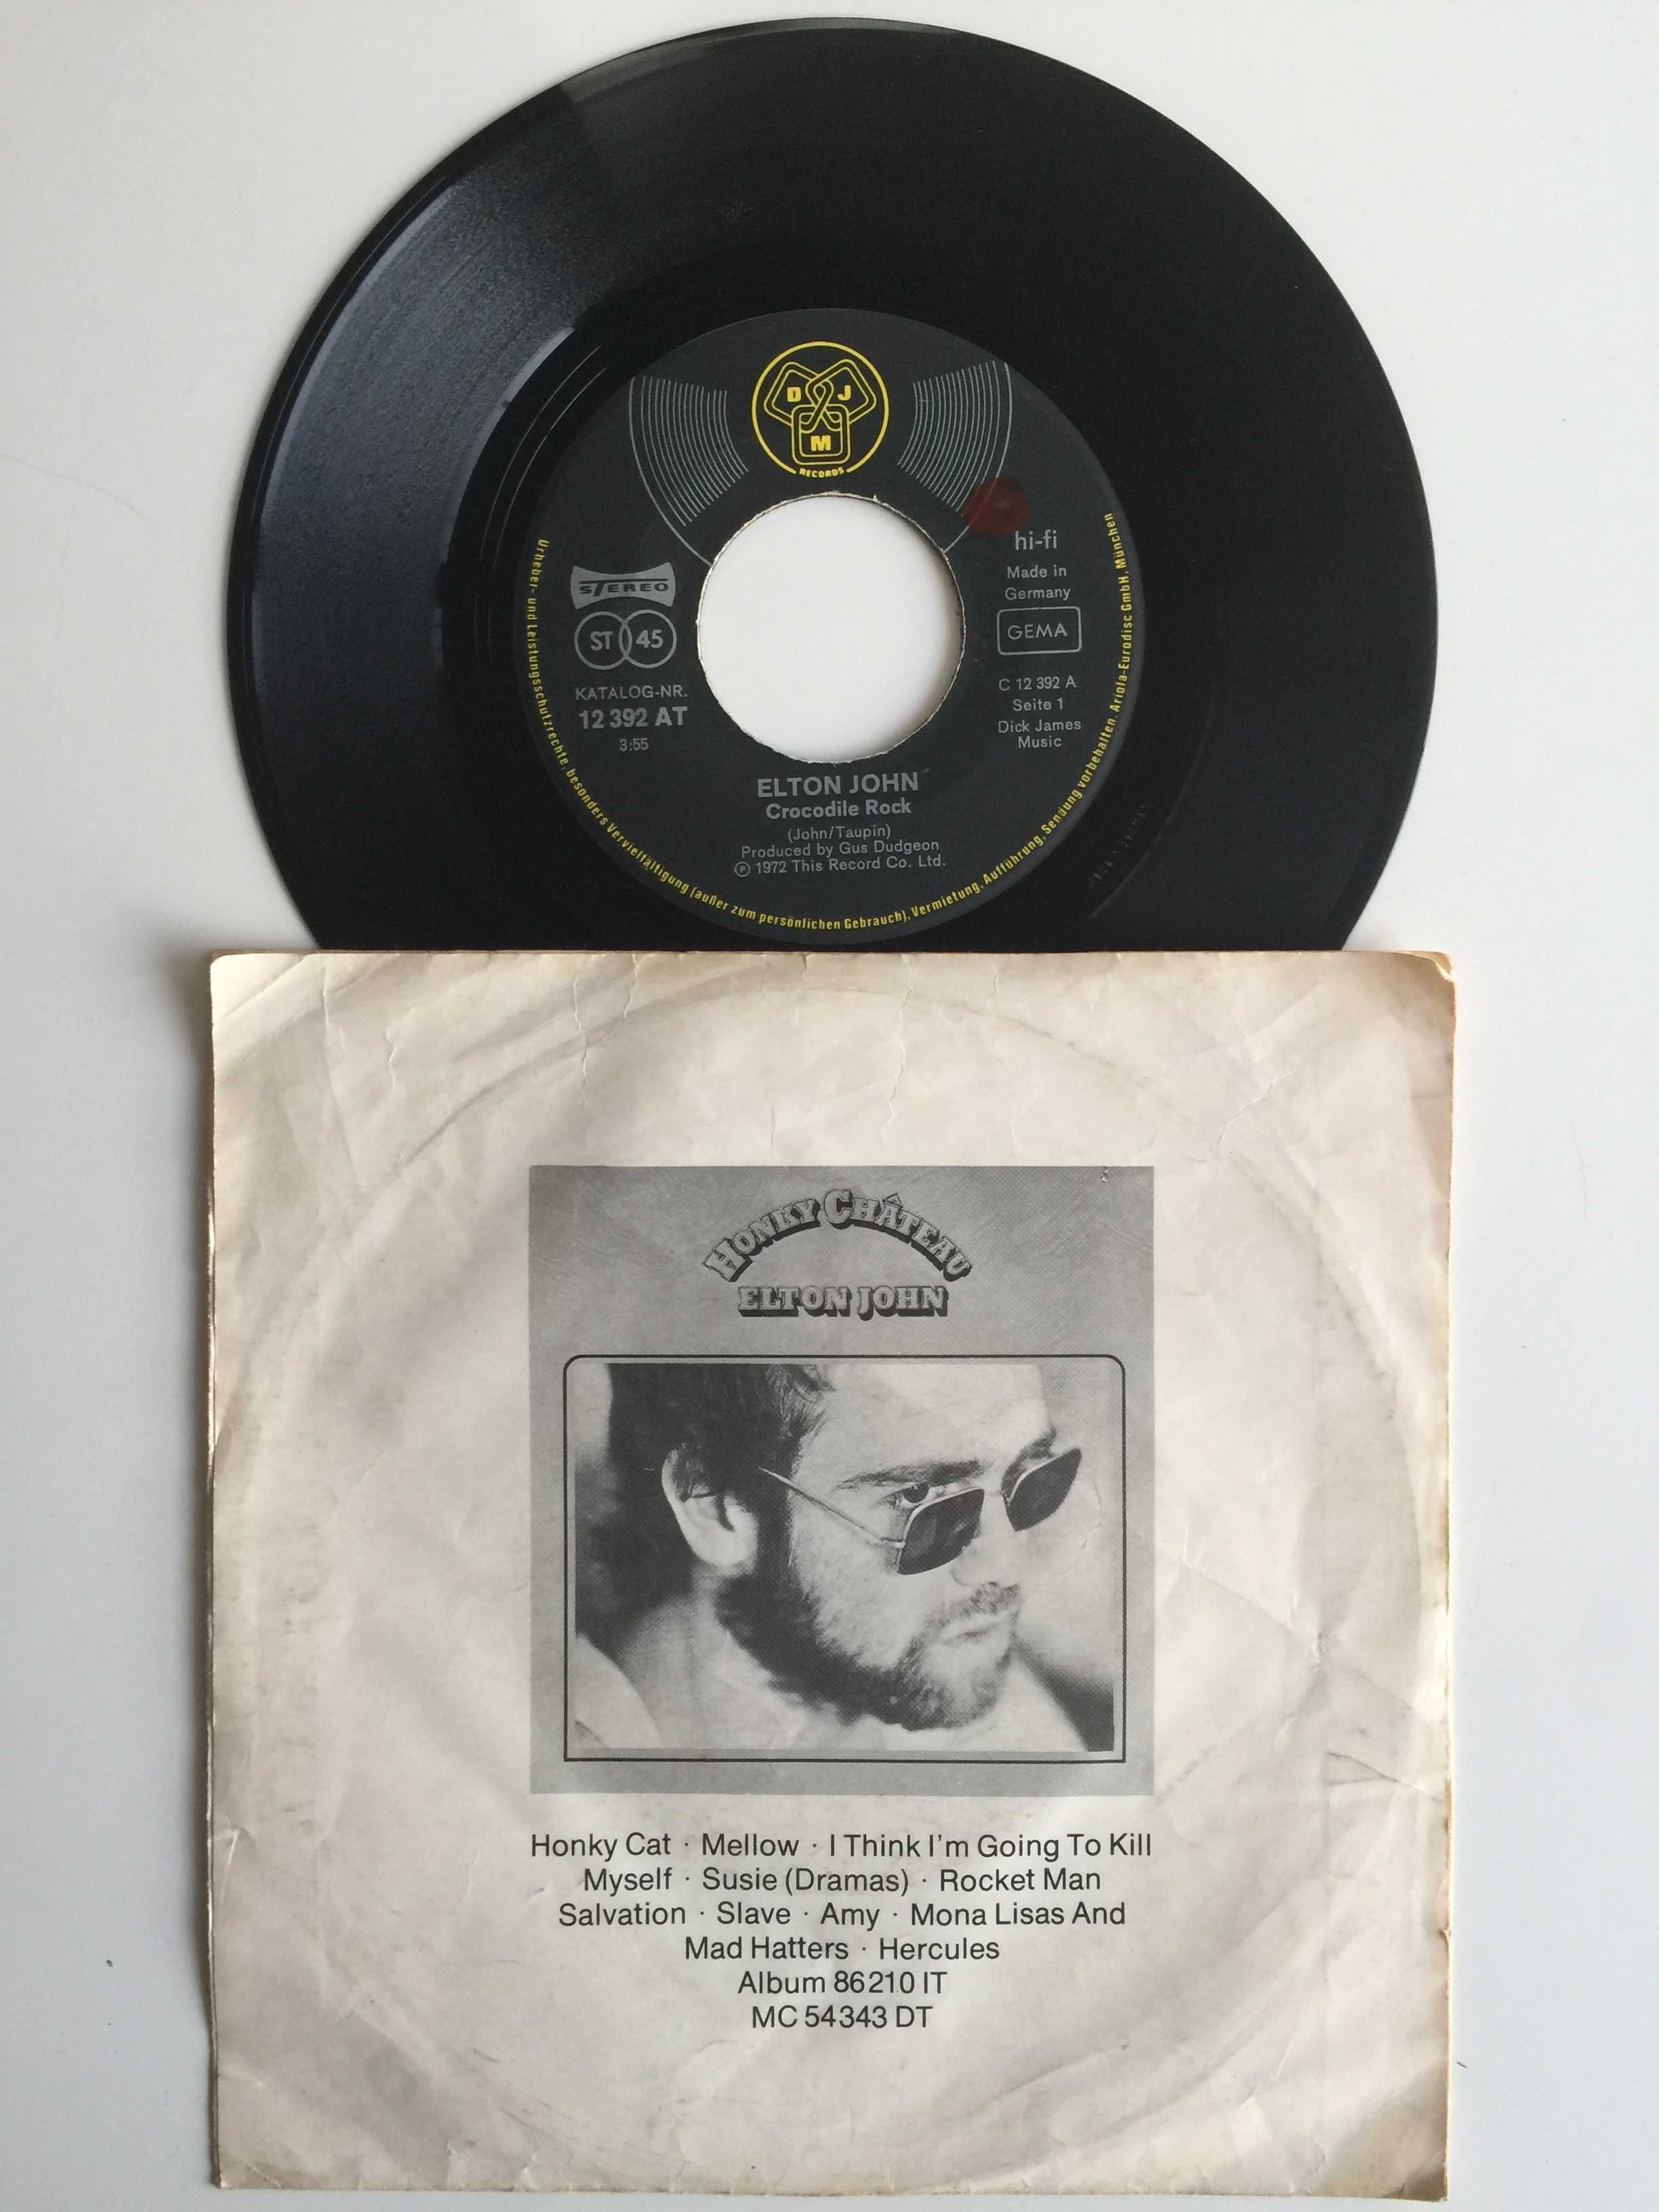 D J
M
RECORDS
STEREO
ST 45
KATALOG-NR.
12 392 AT
3:55
hi-fi
Made in
Germany
GEMA
C 12 392 A
Seite 1
Dick James
Music
ELTON JOHN
Crocodile Rock
(John/Taupin)
Produced by Gus Dudgeon
℗ 1972 This Record Co. Ltd.
Urheber- und Leistungsschutzrechte, besonders Vervielfältigung (außer zum persönlichen Gebrauch), Vermietung, Aufführung, Sendung vorbehalten. Ariola-Eurodisc GmbH, München
HONKY CHÂTEAU
ELTON JOHN
Honky Cat · Mellow · I Think I'm Going To Kill
Myself · Susie (Dramas) · Rocket Man
Salvation · Slave · Amy · Mona Lisas And
Mad Hatters · Hercules
Album 86 210 IT
MC 54 343 DT